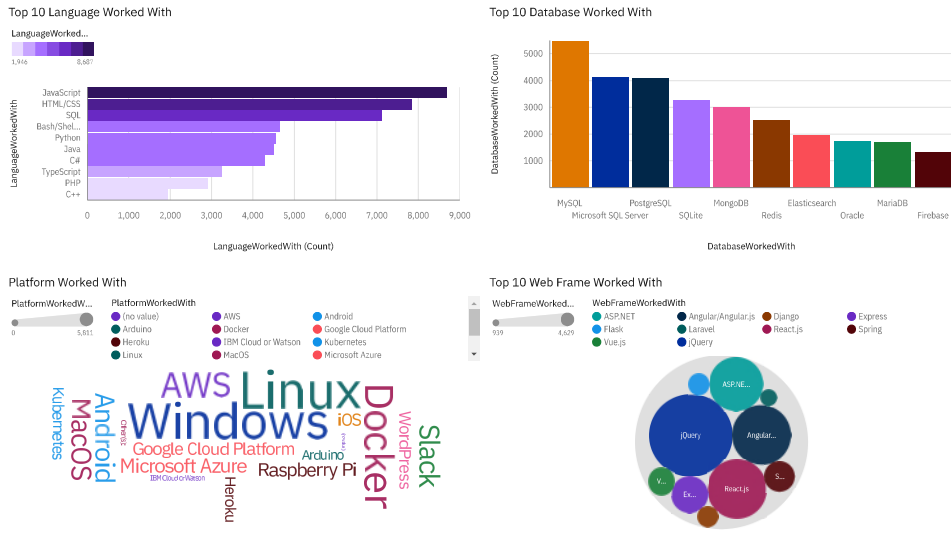 Top 10 Language Worked With
LanguageWorked...
1,946 8,687
LanguageWorkedWith
JavaScript
HTML/CSS
SQL
Bash/Shel...
Python
Java
C#
TypeScript
PHP
C++
0 1,000 2,000 3,000 4,000 5,000 6,000 7,000 8,000 9,000
LanguageWorkedWith (Count)
Top 10 Database Worked With
DatabaseWorkedWith (Count)
5000
4000
3000
2000
1000
MySQL PostgreSQL MongoDB Elasticsearch MariaDB
Microsoft SQL Server SQLite Redis Oracle Firebase
DatabaseWorkedWith
Platform Worked With
PlatformWorkedW...
0 5,811
PlatformWorkedWith
(no value) AWS Android
Arduino Docker Google Cloud Platform
Heroku IBM Cloud or Watson Kubernetes
Linux MacOS Microsoft Azure
AWS
Linux
Windows
iOS
Docker
Kubernetes
MacOS
Android
Google Cloud Platform
Arduino
Microsoft Azure
Raspberry Pi
IBM Cloud or Watson
Heroku
WordPress
Slack
Top 10 Web Frame Worked With
WebFrameWorked...
939 4,629
WebFrameWorkedWith
ASP.NET Angular/Angular.js Django Express
Flask Laravel React.js Spring
Vue.js jQuery
ASP.NE...
jQuery
Angular...
V...
Ex...
React.js
S...